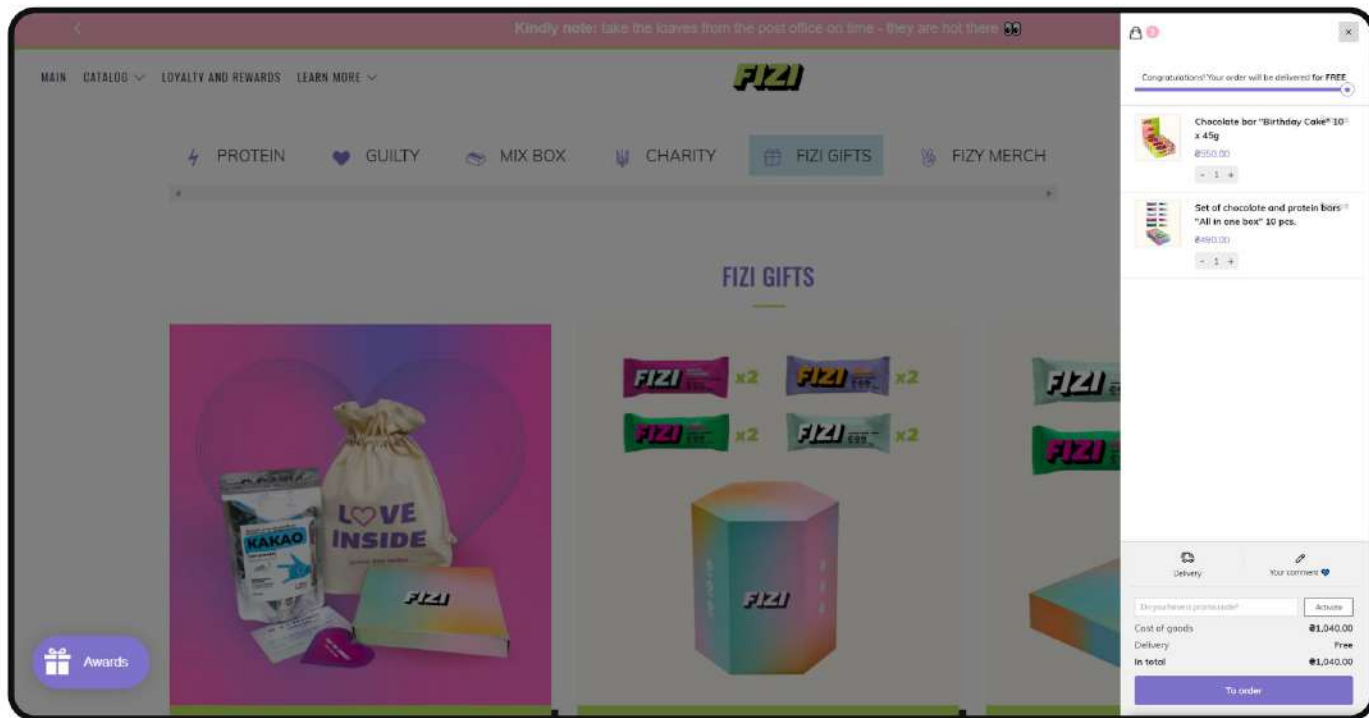 Kindly note: take the loaves from the post office on time - they are hot there 👀
MAIN CATALOG LOYALTY AND REWARDS LEARN MORE
FIZI
PROTEIN GUILTY MIX BOX CHARITY FIZI GIFTS FIZY MERCH
FIZI GIFTS
KAKAO
LOVE
INSIDE
FIZI
FIZI x2 FIZI x2
FIZI x2 FIZI x2
FIZI
FIZI
FIZI
Awards
×
Congratulations! Your order will be delivered for FREE
Chocolate bar "Birthday Cake" 10
x 45g
₴550.00
- 1 +
Set of chocolate and protein bars
"All in one box" 10 pcs.
₴490.00
- 1 +
Delivery
Your comment 💙
Do you have a promo code?
Activate
Cost of goods ₴1,040.00
Delivery Free
In total ₴1,040.00
To order